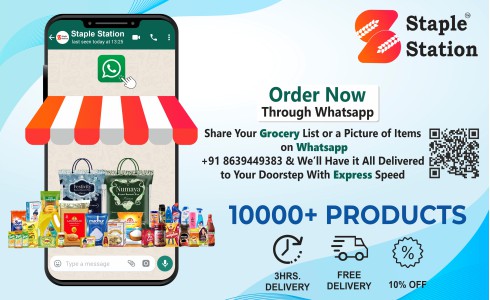 Staple Station
last seen today at 13:25
Staple
Station
Order Now
Through Whatsapp
Share Your Grocery List or a Picture of Items
on Whatsapp
+91 8639449383 & We'll Have it All Delivered
to Your Doorstep With Express Speed
Numaya
10000+ PRODUCTS
Type a message
3HRS.
DELIVERY
FREE
DELIVERY
%
10% OFF